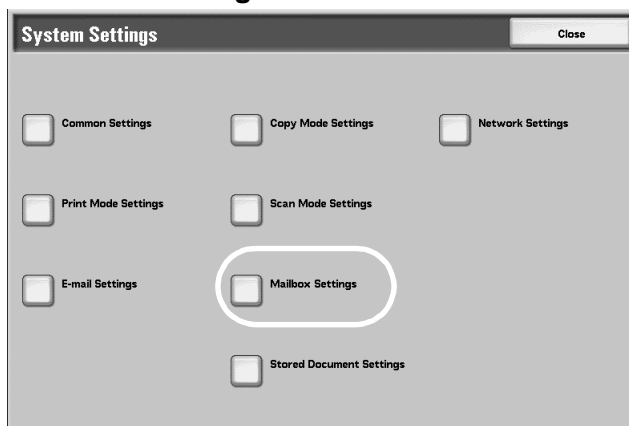 System Settings
Close
Common Settings
Copy Mode Settings
Network Settings
Print Mode Settings
Scan Mode Settings
E-mail Settings
Mailbox Settings
Stored Document Settings